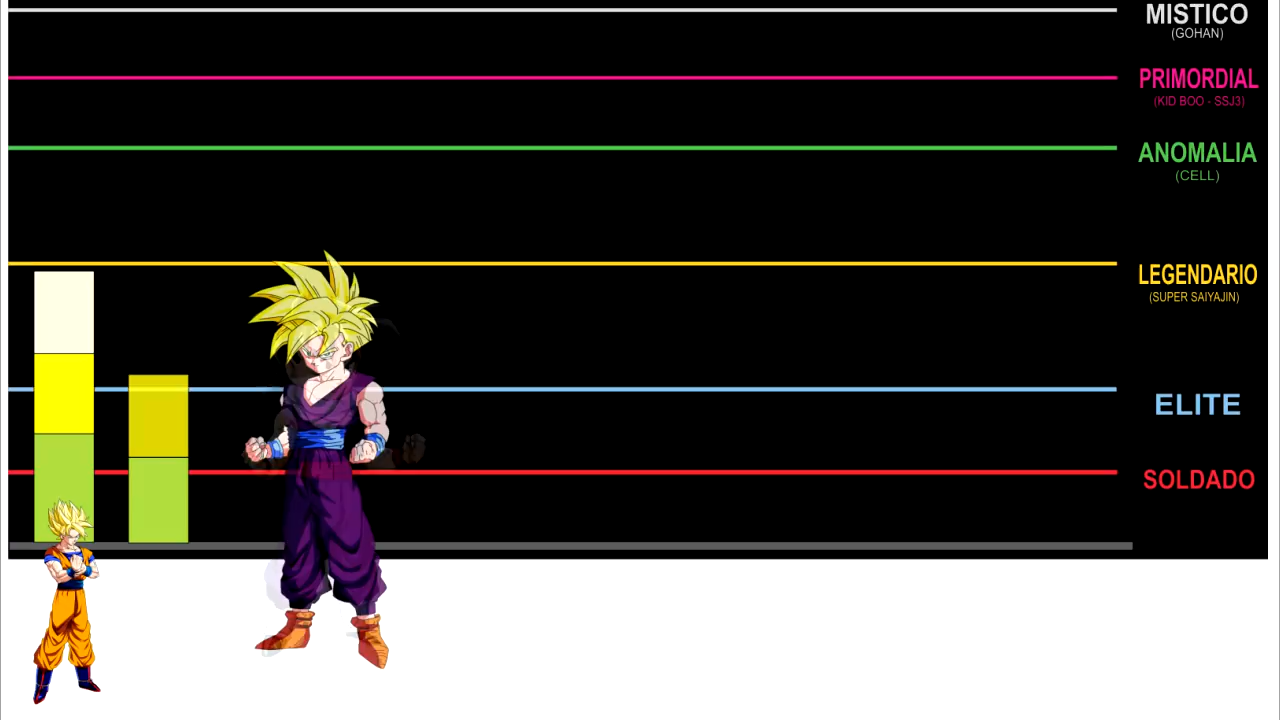 MISTICO
(GOHAN)
PRIMORDIAL
(KID BOO - SSJ3)
ANOMALIA
(CELL)
LEGENDARIO
(SUPER SAIYAJIN)
ELITE
SOLDADO